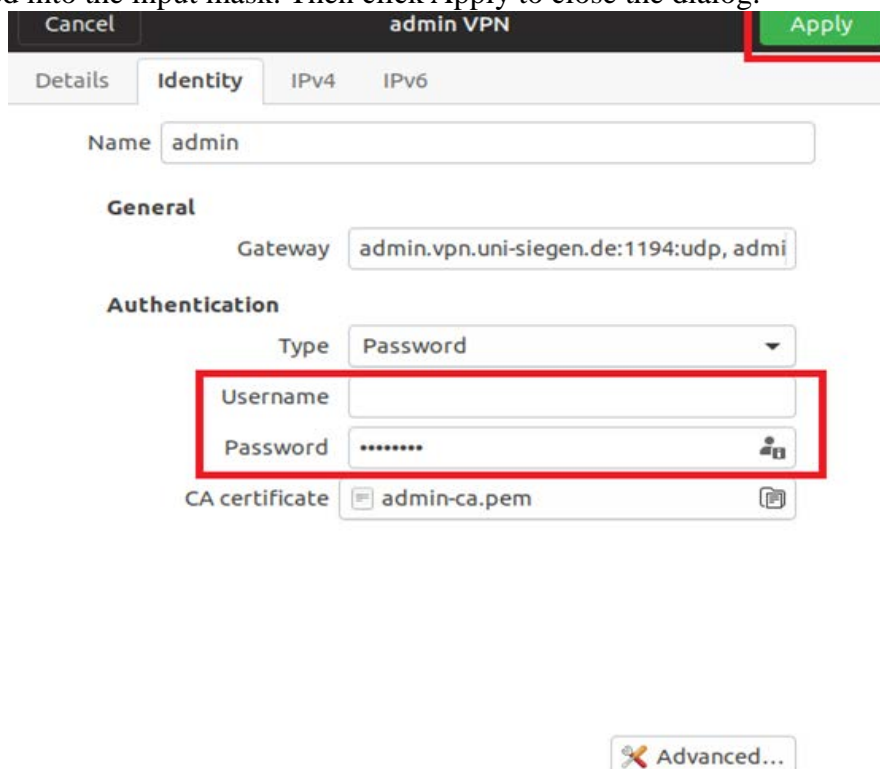 into the input mask. Then click Apply to close the dialog.
Cancel admin VPN Apply
Details Identity IPv4 IPv6
Name admin
General
Gateway admin.vpn.uni-siegen.de:1194:udp, admi
Authentication
Type Password
Username
Password ••••••••
CA certificate admin-ca.pem
Advanced...